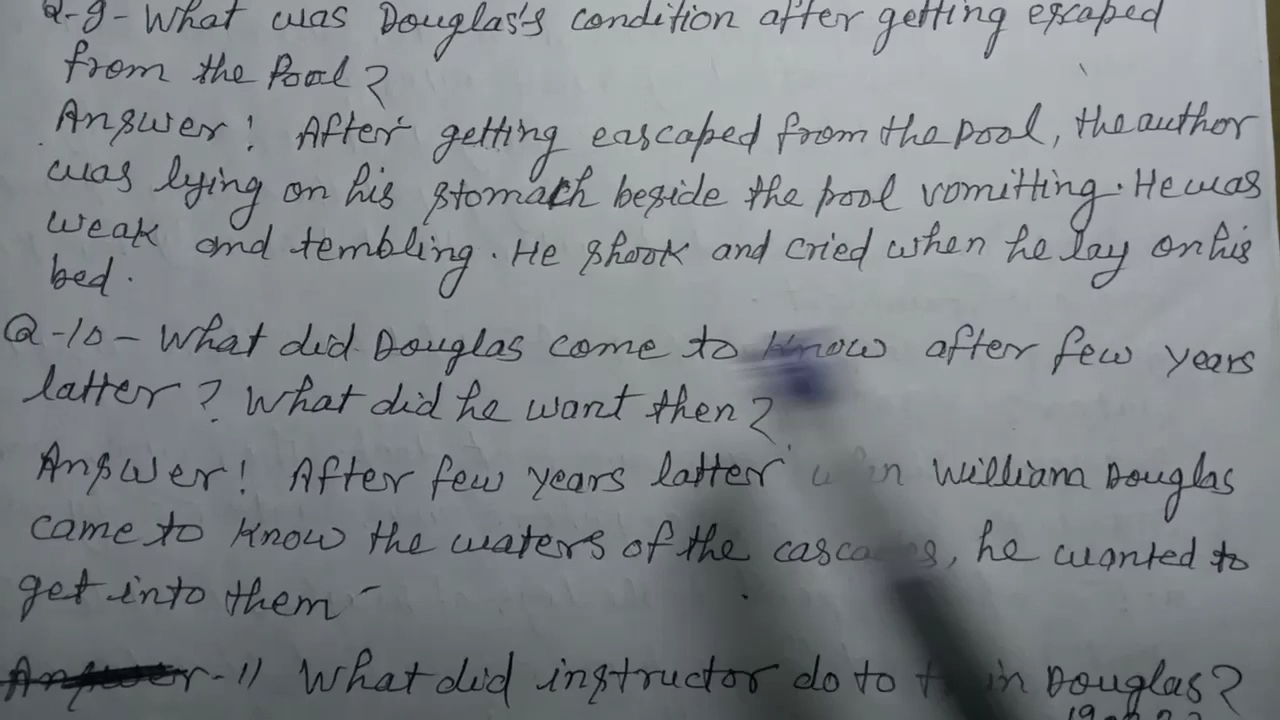 Q-9- What was Douglas's condition after getting escaped
from the Pool?
Answer! After getting eascaped from the pool, the author
was lying on his stomach beside the pool vomitting. He was
weak and tembling. He shook and cried when he lay on his
bed.
Q-10- What did Douglas come to know after few years
latter? What did he want then?
Answer! After few years latter William Douglas
came to know the waters of the he wanted to
get into them
-11 What did instructor do to Douglas?